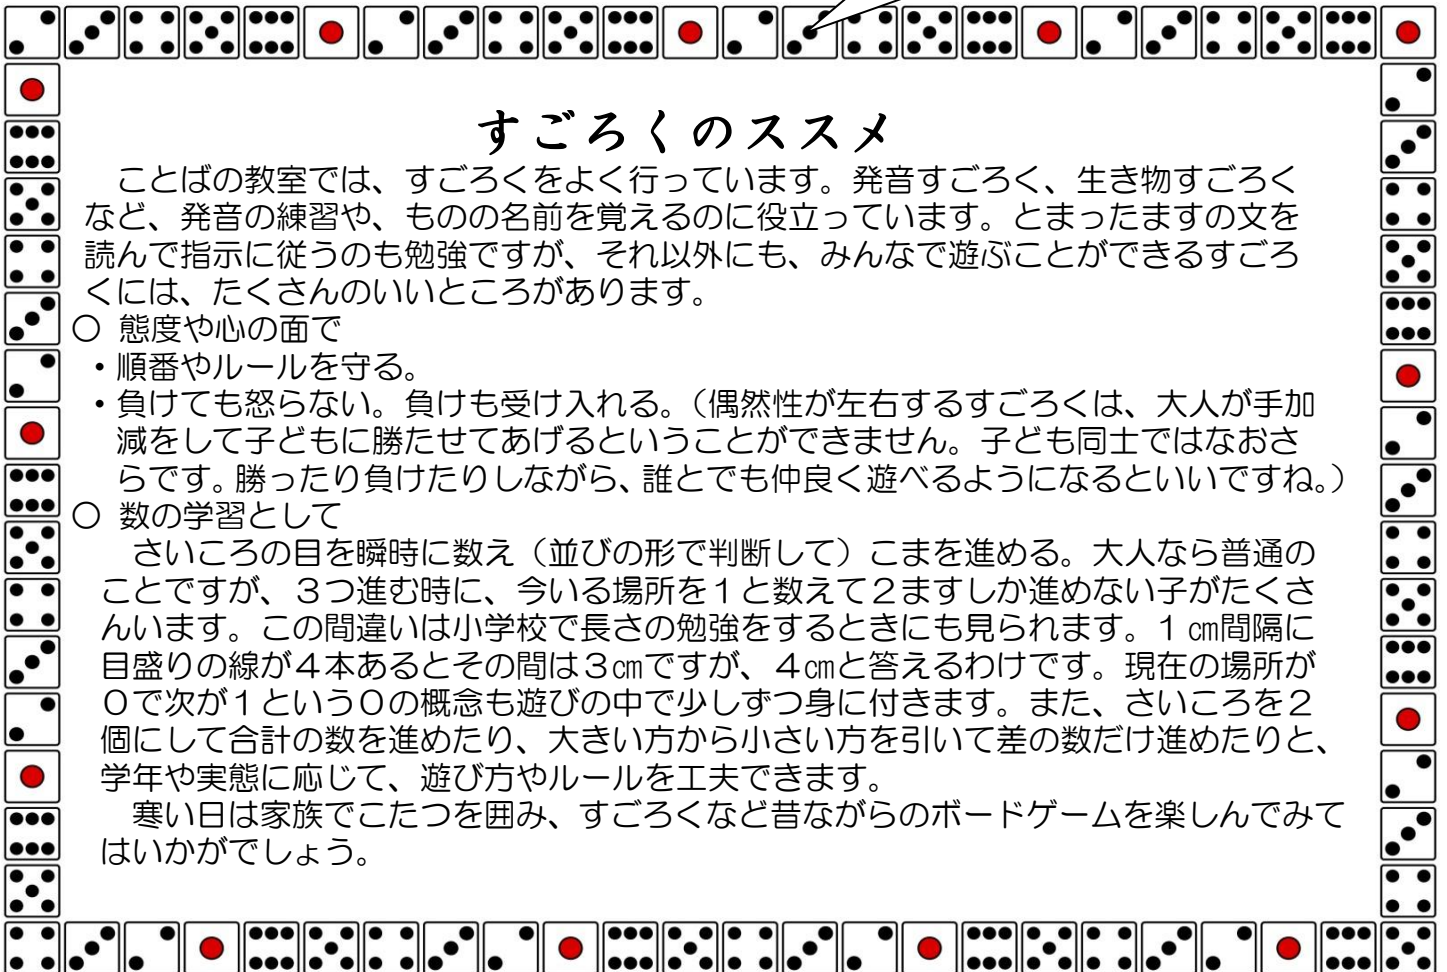 すごろくのススメ
ことばの教室では、すごろくをよく行っています。発音すごろく、生き物すごろく
など、発音の練習や、ものの名前を覚えるのに役立っています。とまったますの文を
読んで指示に従うのも勉強ですが、それ以外にも、みんなで遊ぶことができるすごろ
くには、たくさんのいいところがあります。
〇 態度や心の面で
・順番やルールを守る。
・負けても怒らない。負けも受け入れる。（偶然性が左右するすごろくは、大人が手加
減をして子どもに勝たせてあげるということができません。子ども同士ではなおさ
らです。勝ったり負けたりしながら、誰とでも仲良く遊べるようになるといいですね。）
〇 数の学習として
さいころの目を瞬時に数え（並びの形で判断して）こまを進める。大人なら普通の
ことですが、３つ進む時に、今いる場所を１と数えて２ますしか進めない子がたくさ
んいます。この間違いは小学校で長さの勉強をするときにも見られます。１㎝間隔に
目盛りの線が４本あるとその間は３㎝ですが、４㎝と答えるわけです。現在の場所が
０で次が１という０の概念も遊びの中で少しずつ身に付きます。また、さいころを２
個にして合計の数を進めたり、大きい方から小さい方を引いて差の数だけ進めたりと、
学年や実態に応じて、遊び方やルールを工夫できます。
寒い日は家族でこたつを囲み、すごろくなど昔ながらのボードゲームを楽しんでみて
はいかがでしょう。